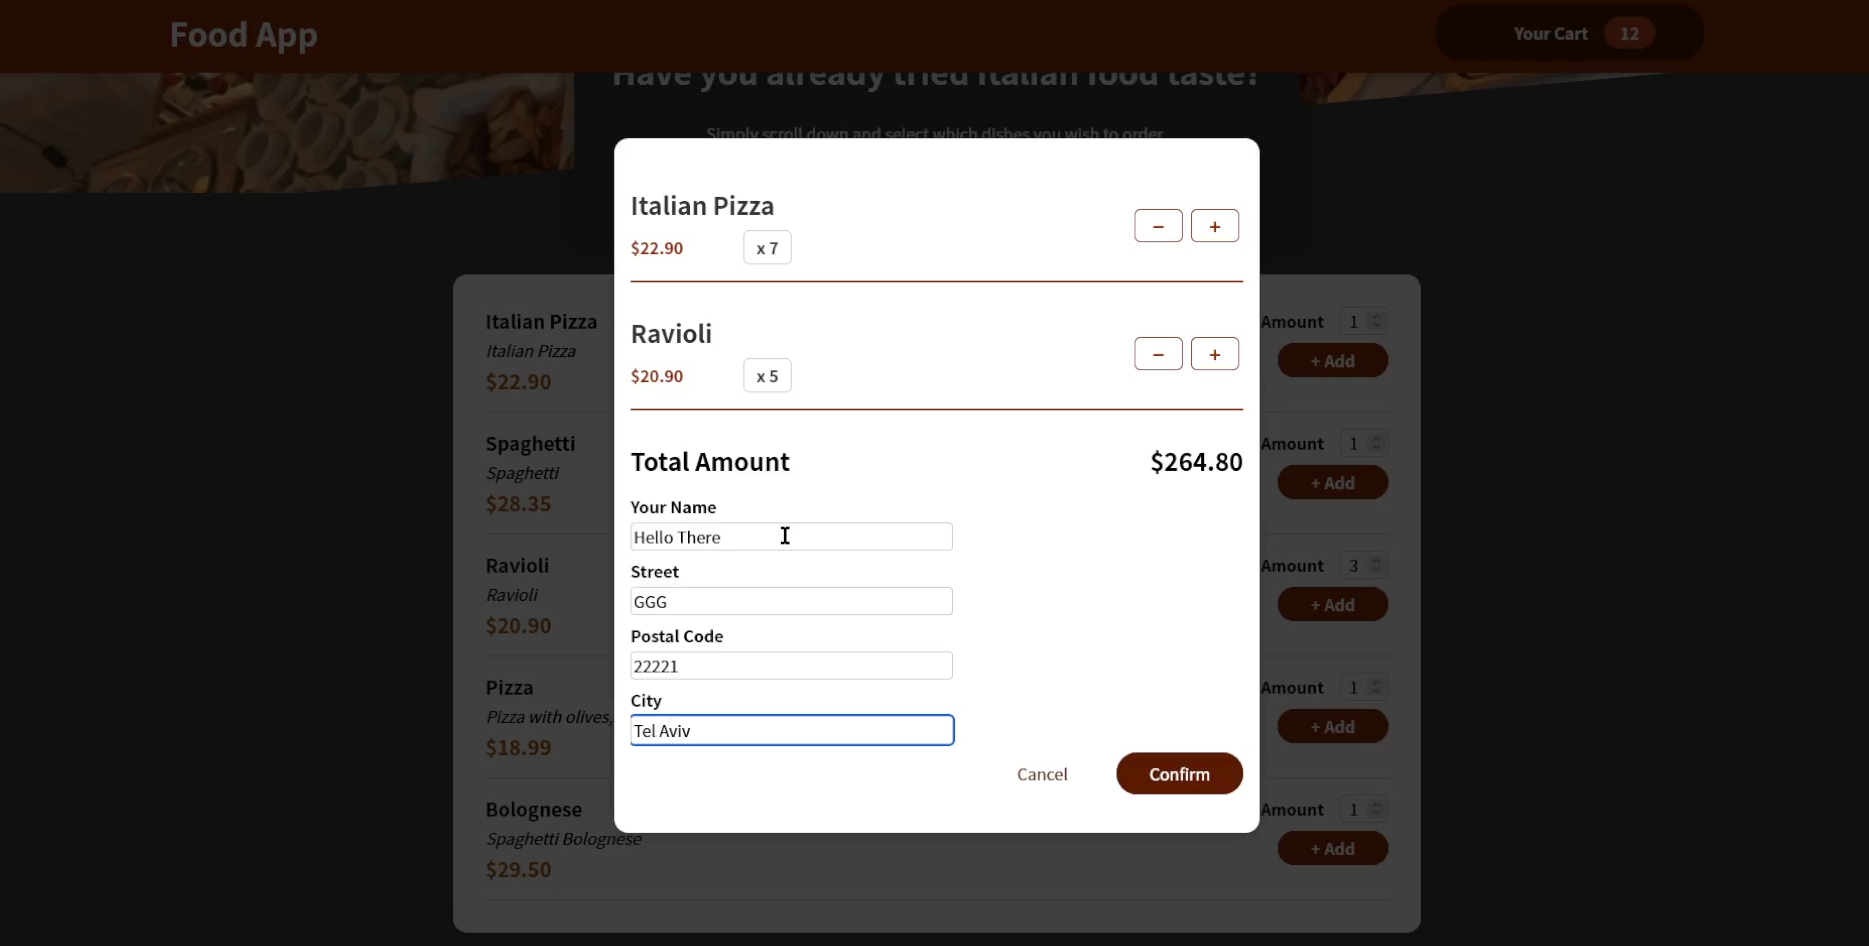 Food App
Your Cart 12
Have you already tried Italian food taste?
Simply scroll down and select which dishes you wish to order
Italian Pizza
$22.90 x 7
− +
Ravioli
$20.90 x 5
− +
Total Amount $264.80
Your Name
Hello There
Street
GGG
Postal Code
22221
City
Tel Aviv
Cancel Confirm
Italian Pizza
Italian Pizza
$22.90
Amount 1
+ Add
Spaghetti
Spaghetti
$28.35
Amount 1
+ Add
Ravioli
Ravioli
$20.90
Amount 3
+ Add
Pizza
Pizza with olives,
$18.99
Amount 1
+ Add
Bolognese
Spaghetti Bolognese
$29.50
Amount 1
+ Add